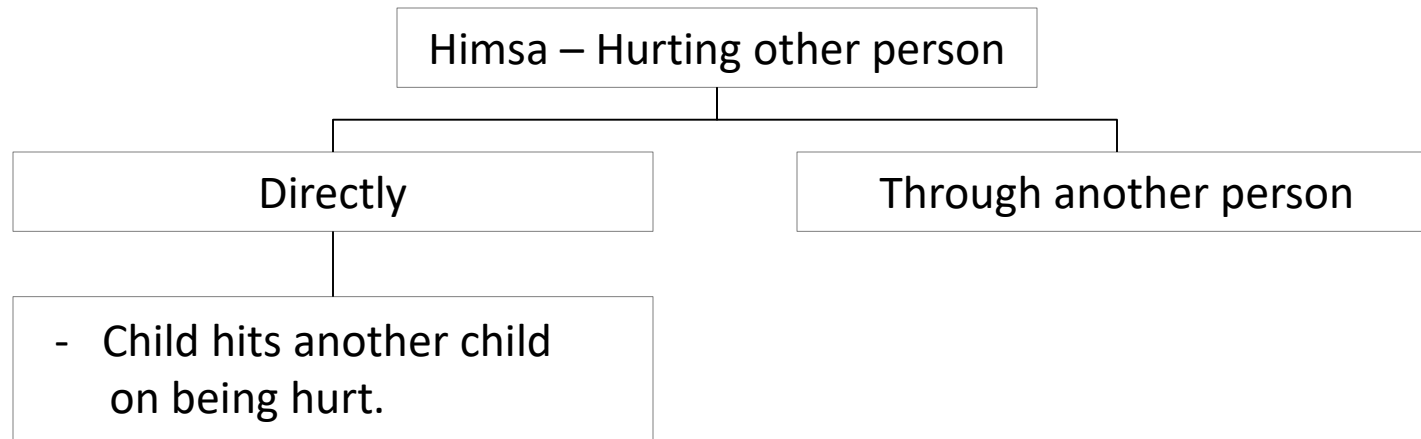 Himsa – Hurting other person
Directly
Through another person
- Child hits another child
on being hurt.